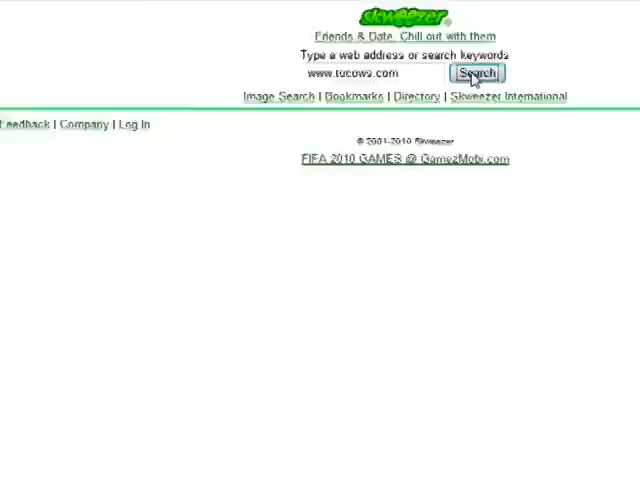 skweezer
Friends & Date. Chill out with them
Type a web address or search keywords
www.tucows.com Search
Image Search | Bookmarks | Directory | Skweezer International
Feedback | Company | Log In
© 2001-2010 Skweezer
FIFA 2010 GAMES @ GamezMobi.com